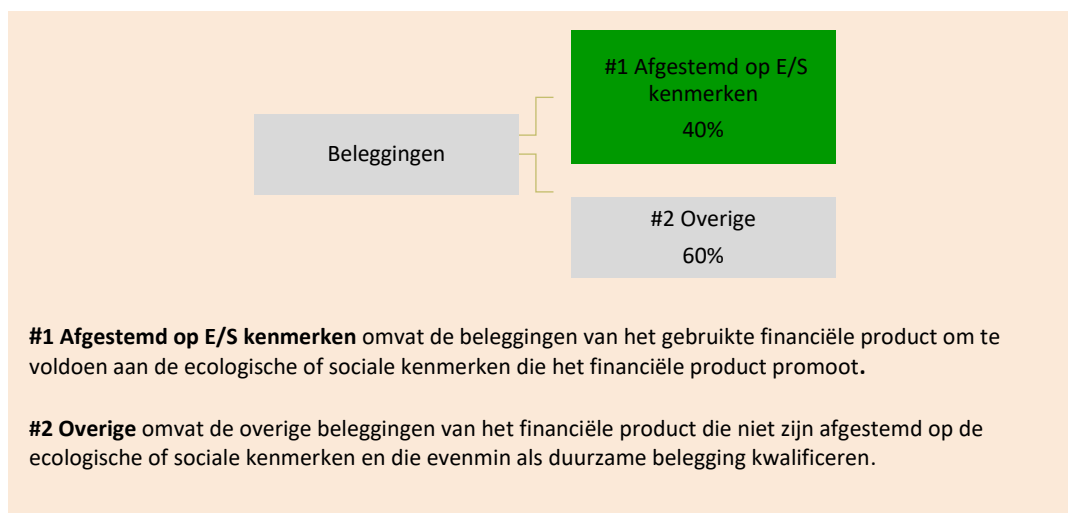 #1 Afgestemd op E/S
kenmerken
40%
Beleggingen
#2 Overige
60%
#1 Afgestemd op E/S kenmerken omvat de beleggingen van het gebruikte financiële product om te
voldoen aan de ecologische of sociale kenmerken die het financiële product promoot.
#2 Overige omvat de overige beleggingen van het financiële product die niet zijn afgestemd op de
ecologische of sociale kenmerken en die evenmin als duurzame belegging kwalificeren.